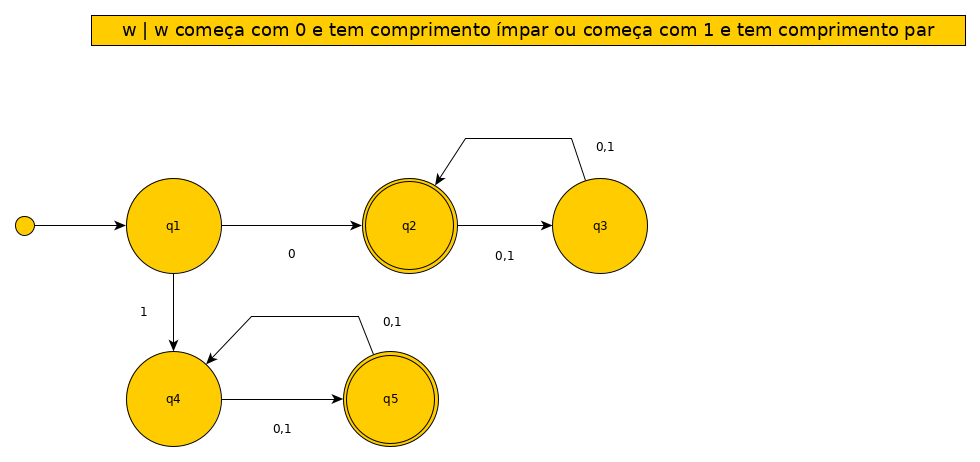 w | w começa com 0 e tem comprimento ímpar ou começa com 1 e tem comprimento par
0,1
q1
q2
q3
0
0,1
1
0,1
q4
q5
0,1